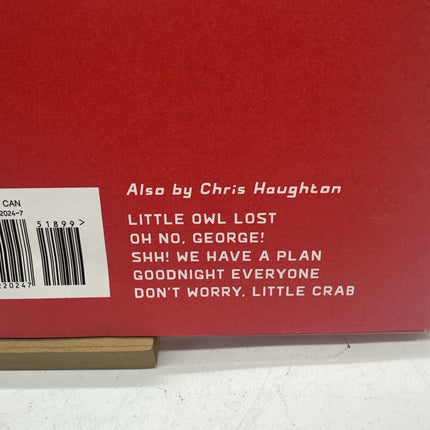 CAN
2024-7
51899>
220247
Also by Chris Haughton
LITTLE OWL LOST
OH NO, GEORGE!
SHH! WE HAVE A PLAN
GOODNIGHT EVERYONE
DON'T WORRY, LITTLE CRAB